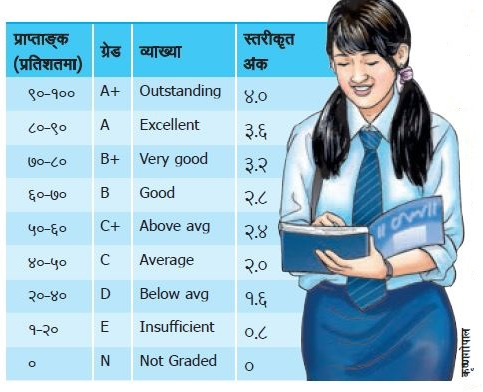 प्राप्ताङ्क (प्रतिशतमा) ग्रेड व्याख्या स्तरीकृत अंक
९०-१०० A+ Outstanding ४.०
८०-९० A Excellent ३.६
७०-८० B+ Very good ३.२
६०-७० B Good २.८
५०-६० C+ Above avg २.४
४०-५० C Average २.०
२०-४० D Below avg १.६
१-२० E Insufficient ०.८
० N Not Graded ०
कृष्णगोपाल